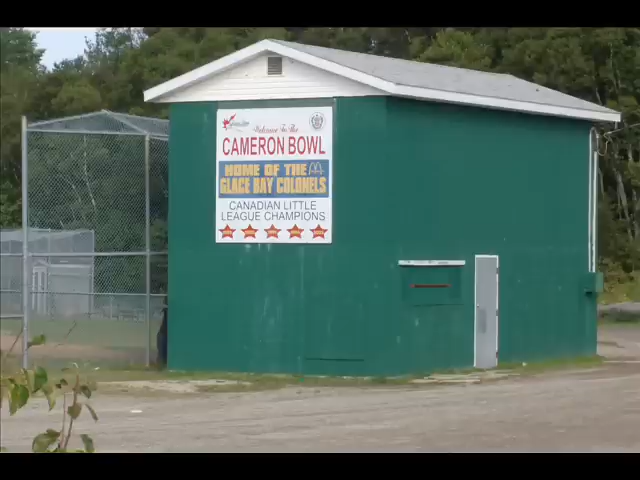 Welcome To The
CAMERON BOWL
HOME OF THE
GLACE BAY COLONELS
CANADIAN LITTLE
LEAGUE CHAMPIONS